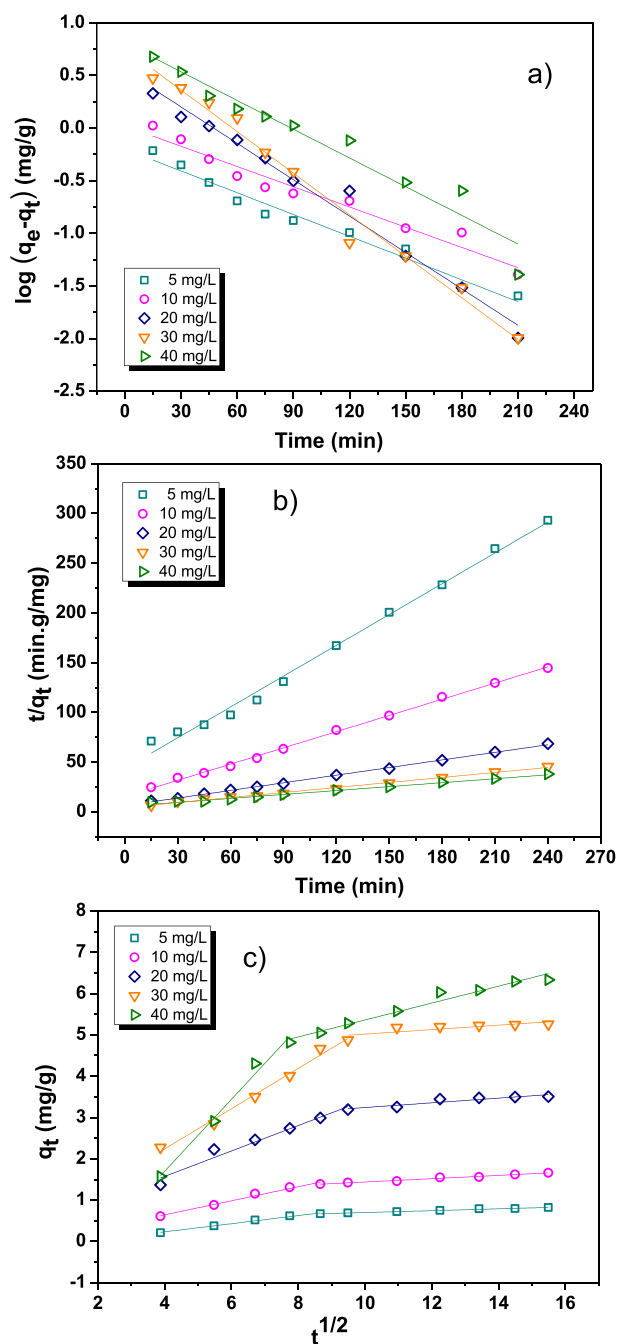 a)
1.0
0.5
0.0
-0.5
-1.0
-1.5
-2.0
-2.5
log (qe-qt) (mg/g)
5 mg/L
10 mg/L
20 mg/L
30 mg/L
40 mg/L
0 30 60 90 120 150 180 210 240
Time (min)
b)
350
300
250
200
150
100
50
0
t/qt (min.g/mg)
5 mg/L
10 mg/L
20 mg/L
30 mg/L
40 mg/L
0 30 60 90 120 150 180 210 240 270
Time (min)
c)
8
7
6
5
4
3
2
1
0
-1
qt (mg/g)
5 mg/L
10 mg/L
20 mg/L
30 mg/L
40 mg/L
2 4 6 8 10 12 14 16
t1/2